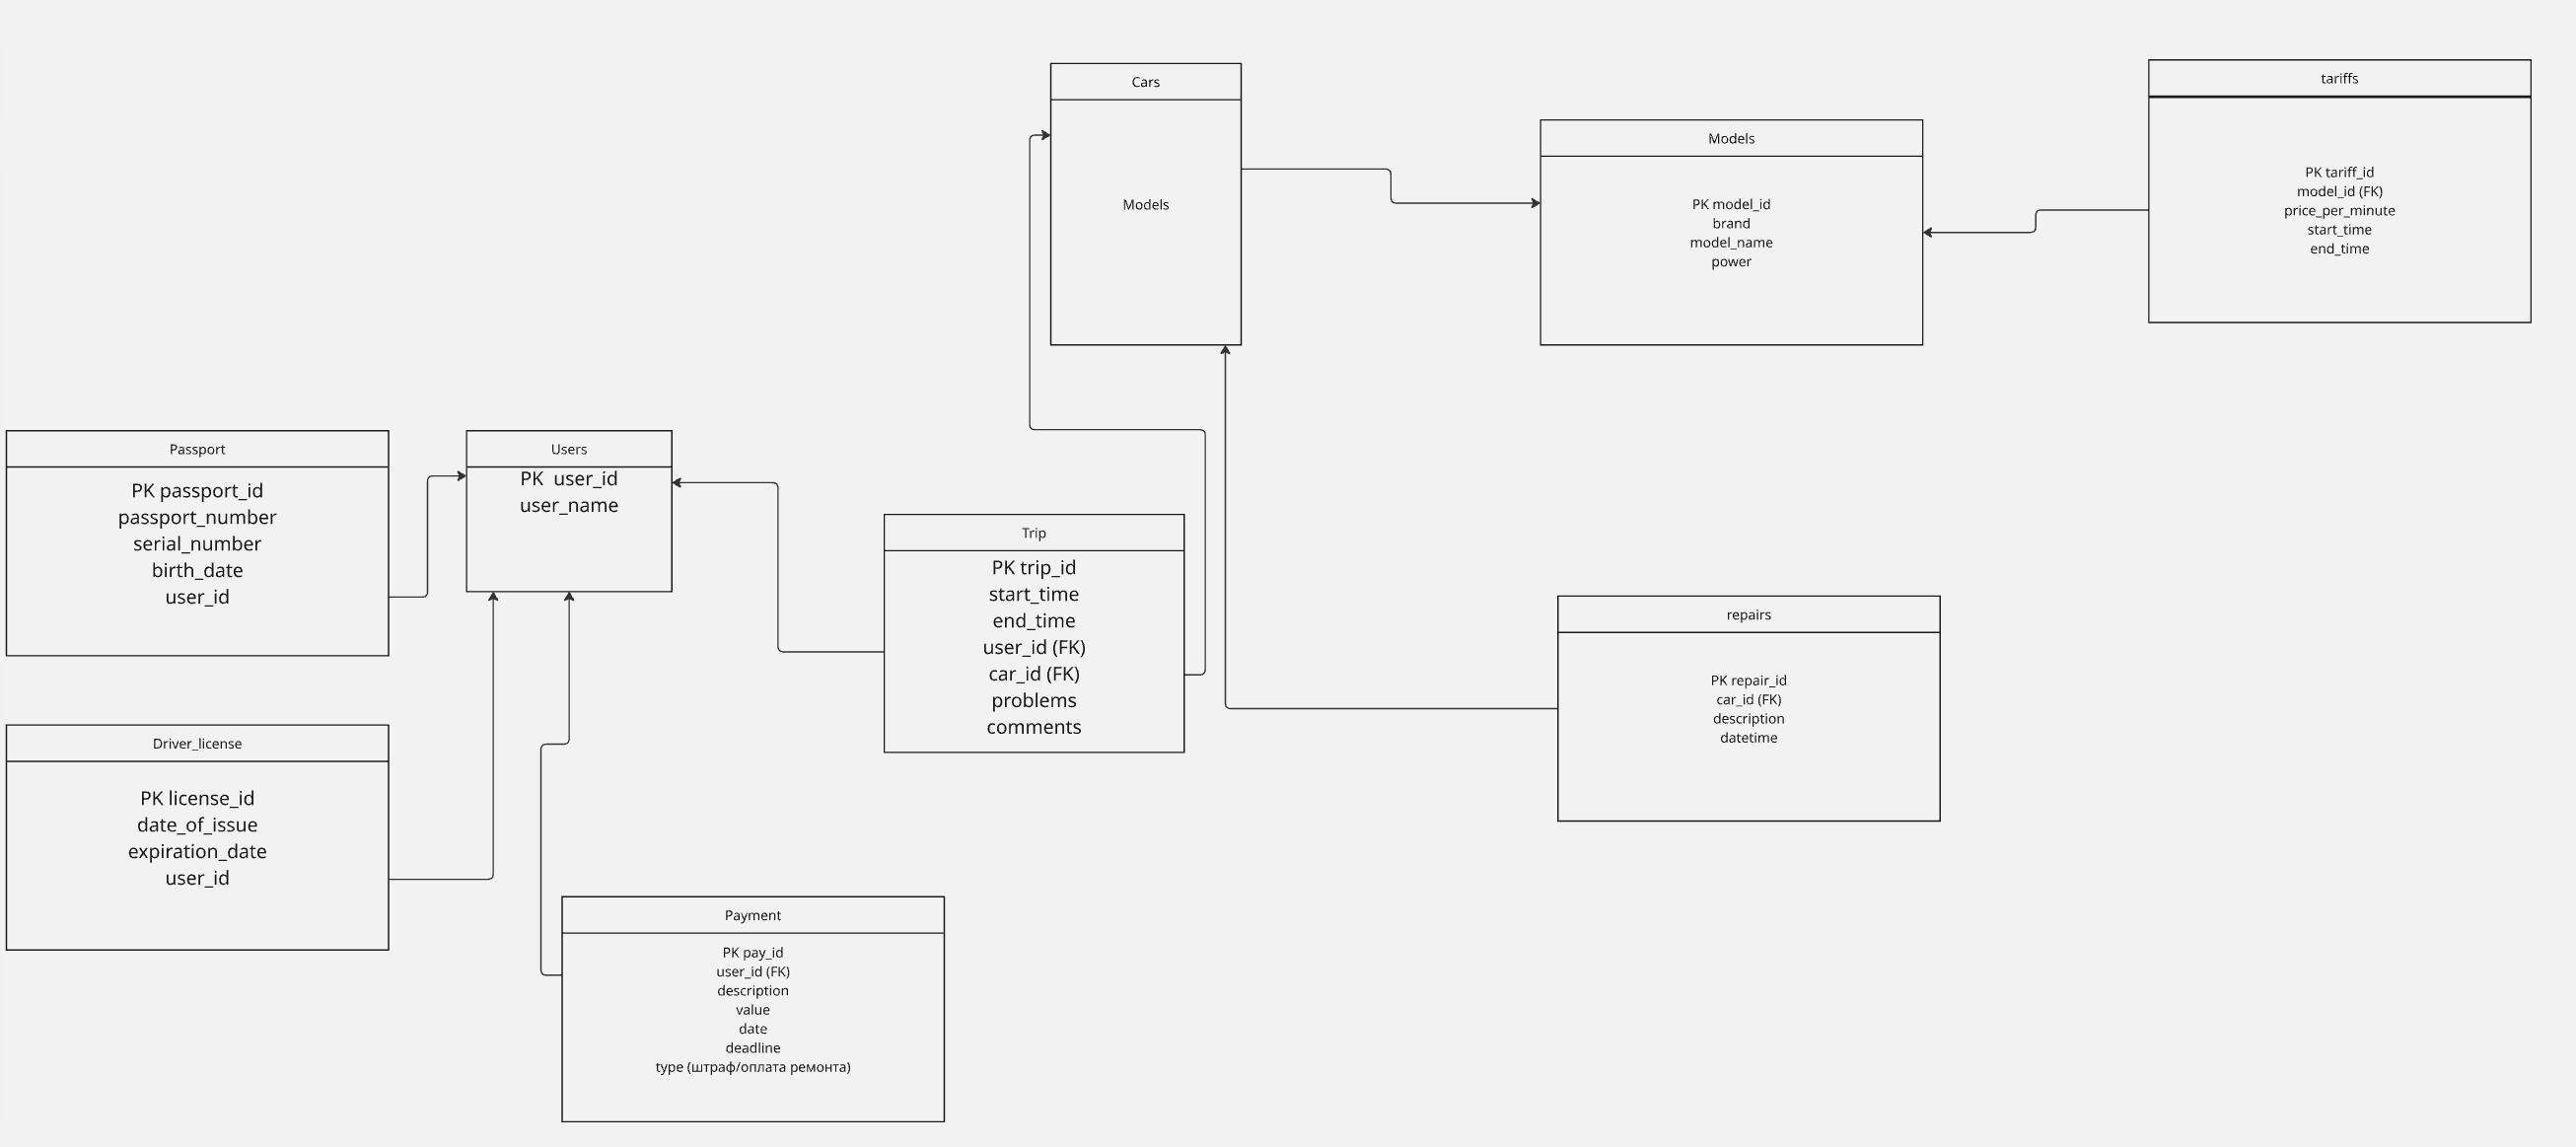 Cars
Models
Models
PK model_id
brand
model_name
power
tariffs
PK tariff_id
model_id (FK)
price_per_minute
start_time
end_time
Passport
PK passport_id
passport_number
serial_number
birth_date
user_id
Users
PK  user_id
user_name
Trip
PK trip_id
start_time
end_time
user_id (FK)
car_id (FK)
problems
comments
repairs
PK repair_id
car_id (FK)
description
datetime
Driver_license
PK license_id
date_of_issue
expiration_date
user_id
Payment
PK pay_id
user_id (FK)
description
value
date
deadline
type (штраф/оплата ремонта)